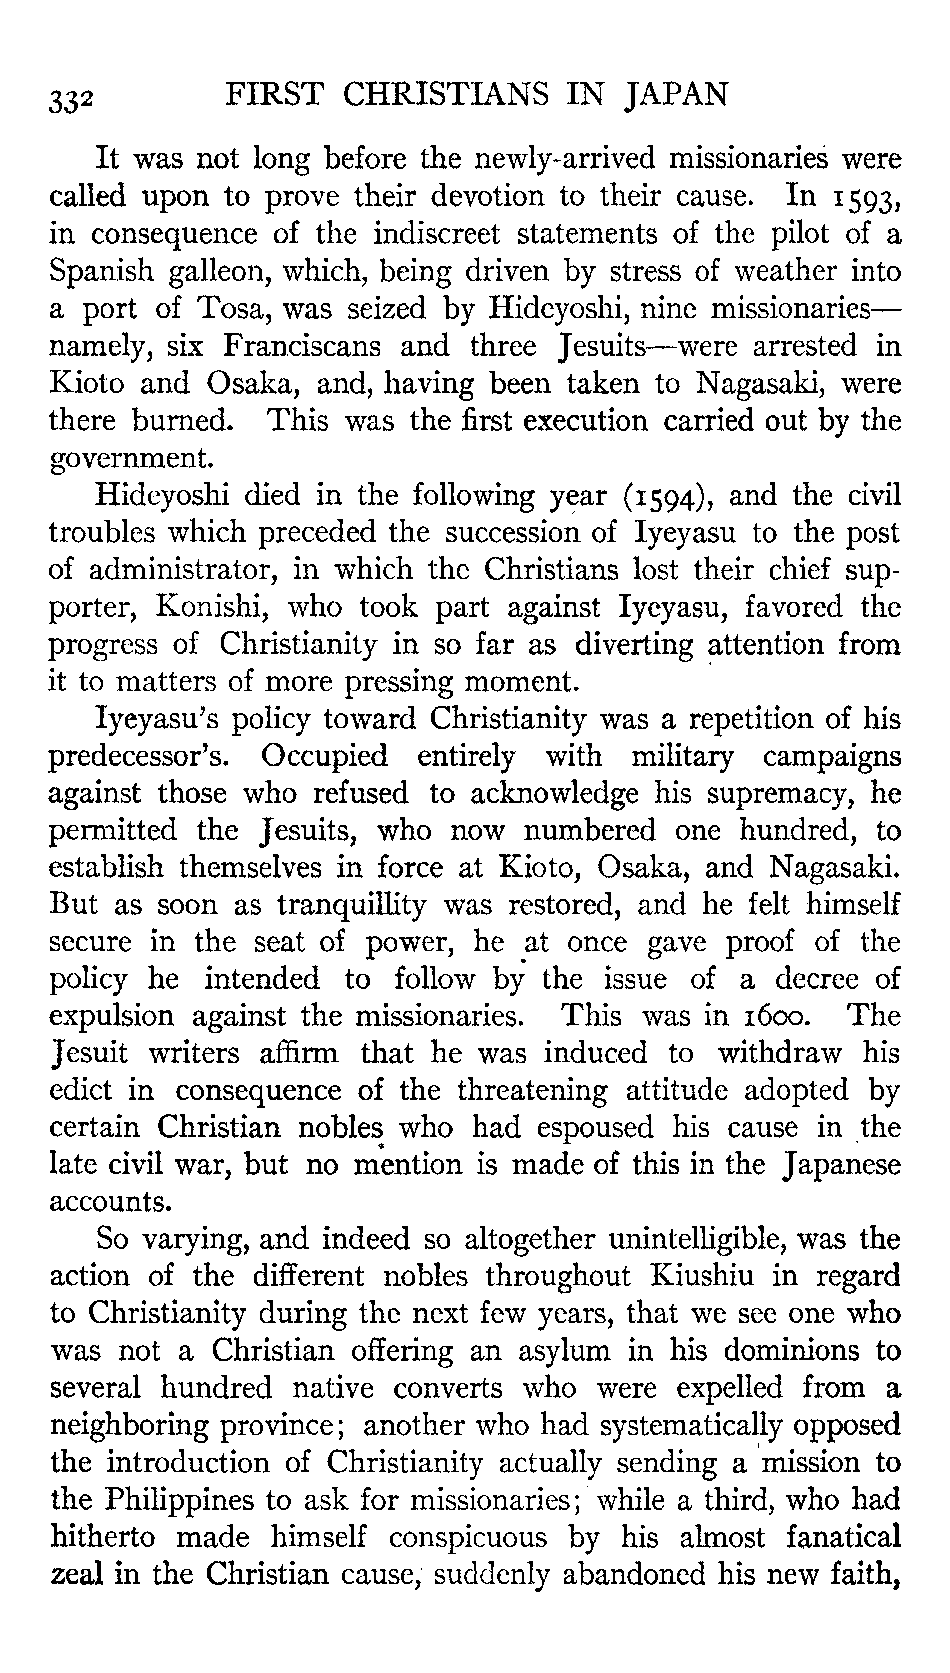 332 FIRST CHRISTIANS IN JAPAN
It was not long before the newly-arrived missionaries were
called upon to prove their devotion to their cause. In 1593,
in consequence of the indiscreet statements of the pilot of a
Spanish galleon, which, being driven by stress of weather into
a port of Tosa, was seized by Hideyoshi, nine missionaries—
namely, six Franciscans and three Jesuits—were arrested in
Kioto and Osaka, and, having been taken to Nagasaki, were
there burned. This was the first execution carried out by the
government.
Hideyoshi died in the following year (1594), and the civil
troubles which preceded the succession of Iyeyasu to the post
of administrator, in which the Christians lost their chief sup-
porter, Konishi, who took part against Iyeyasu, favored the
progress of Christianity in so far as diverting attention from
it to matters of more pressing moment.
Iyeyasu's policy toward Christianity was a repetition of his
predecessor's. Occupied entirely with military campaigns
against those who refused to acknowledge his supremacy, he
permitted the Jesuits, who now numbered one hundred, to
establish themselves in force at Kioto, Osaka, and Nagasaki.
But as soon as tranquillity was restored, and he felt himself
secure in the seat of power, he at once gave proof of the
policy he intended to follow by the issue of a decree of
expulsion against the missionaries. This was in 1600. The
Jesuit writers affirm that he was induced to withdraw his
edict in consequence of the threatening attitude adopted by
certain Christian nobles who had espoused his cause in the
late civil war, but no mention is made of this in the Japanese
accounts.
So varying, and indeed so altogether unintelligible, was the
action of the different nobles throughout Kiushiu in regard
to Christianity during the next few years, that we see one who
was not a Christian offering an asylum in his dominions to
several hundred native converts who were expelled from a
neighboring province; another who had systematically opposed
the introduction of Christianity actually sending a mission to
the Philippines to ask for missionaries; while a third, who had
hitherto made himself conspicuous by his almost fanatical
zeal in the Christian cause, suddenly abandoned his new faith,